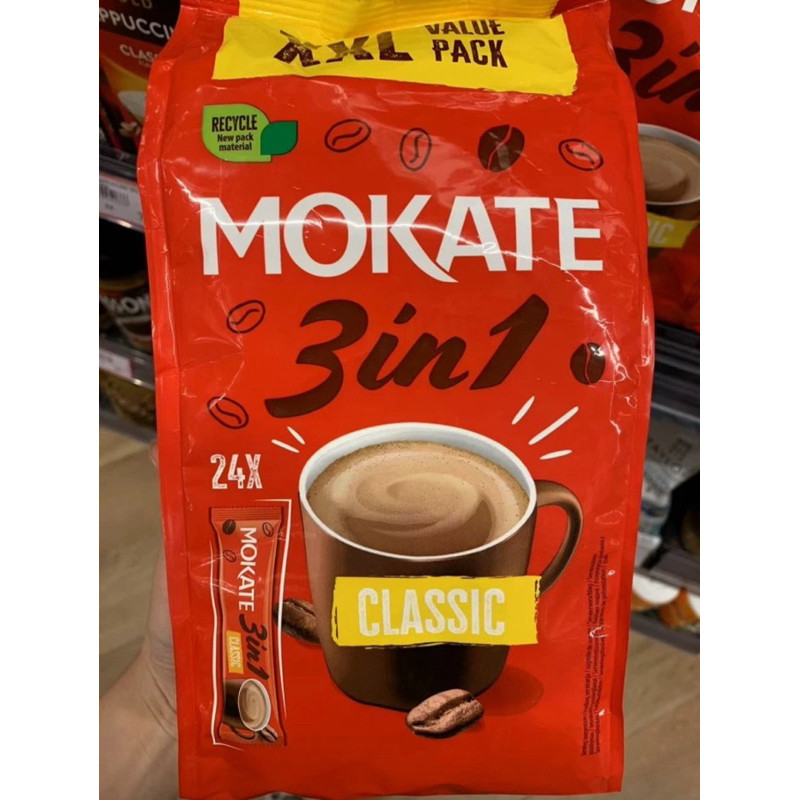 XXL VALUE
PACK
RECYCLE
New pack
material
MOKATE
3in1
24X
MOKATE 3in1
CLASSIC
CLASSIC